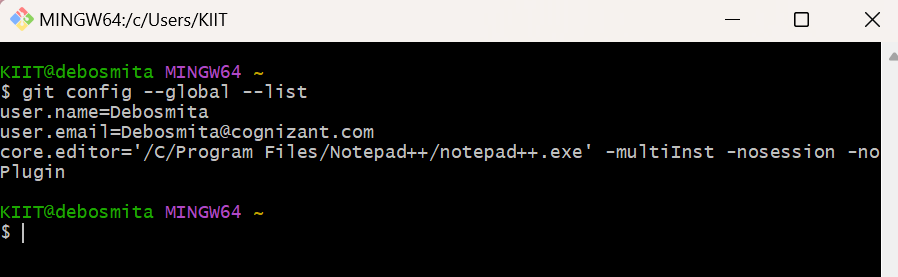 MINGW64:/c/Users/KIIT
KIIT@debosmita MINGW64 ~
$ git config --global --list
user.name=Debosmita
user.email=Debosmita@cognizant.com
core.editor='/C/Program Files/Notepad++/notepad++.exe' -multiInst -nosession -no
Plugin
KIIT@debosmita MINGW64 ~
$